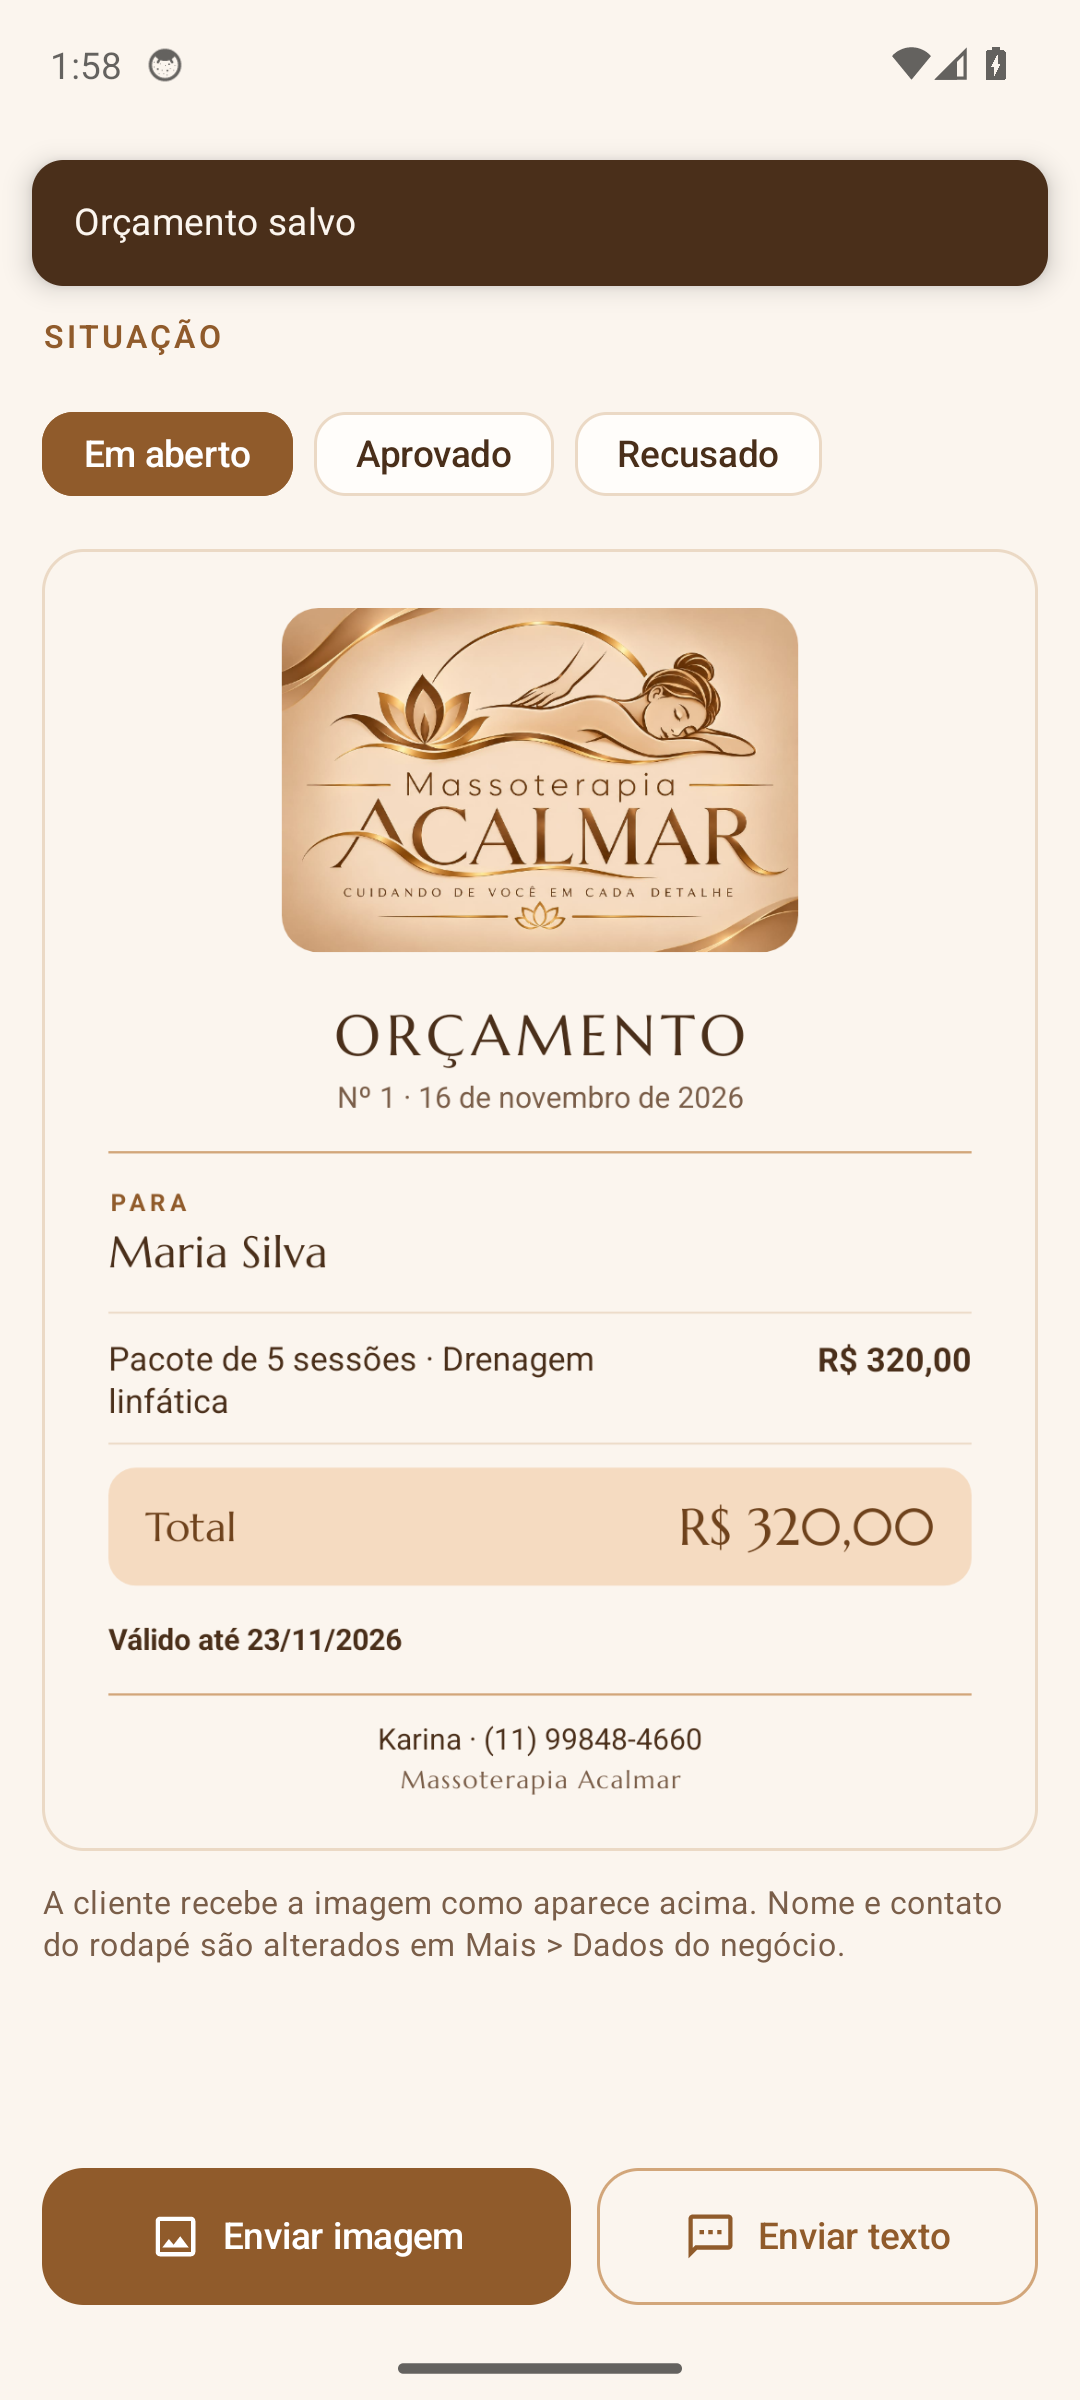 1:58
Orçamento salvo
SITUAÇÃO
Em aberto
Aprovado
Recusado
Massoterapia
ACALMAR
CUIDANDO DE VOCÊ EM CADA DETALHE
ORÇAMENTO
Nº 1 · 16 de novembro de 2026
PARA
Maria Silva
Pacote de 5 sessões · Drenagem
linfática
R$ 320,00
Total
R$ 320,00
Válido até 23/11/2026
Karina · (11) 99848-4660
Massoterapia Acalmar
A cliente recebe a imagem como aparece acima. Nome e contato
do rodapé são alterados em Mais > Dados do negócio.
Enviar imagem
Enviar texto